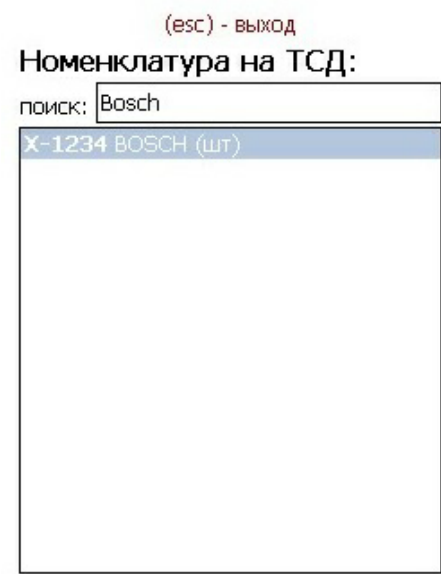 (esc) - выход
Номенклатура на ТСД:
поиск: Bosch
X-1234 BOSCH (шт)